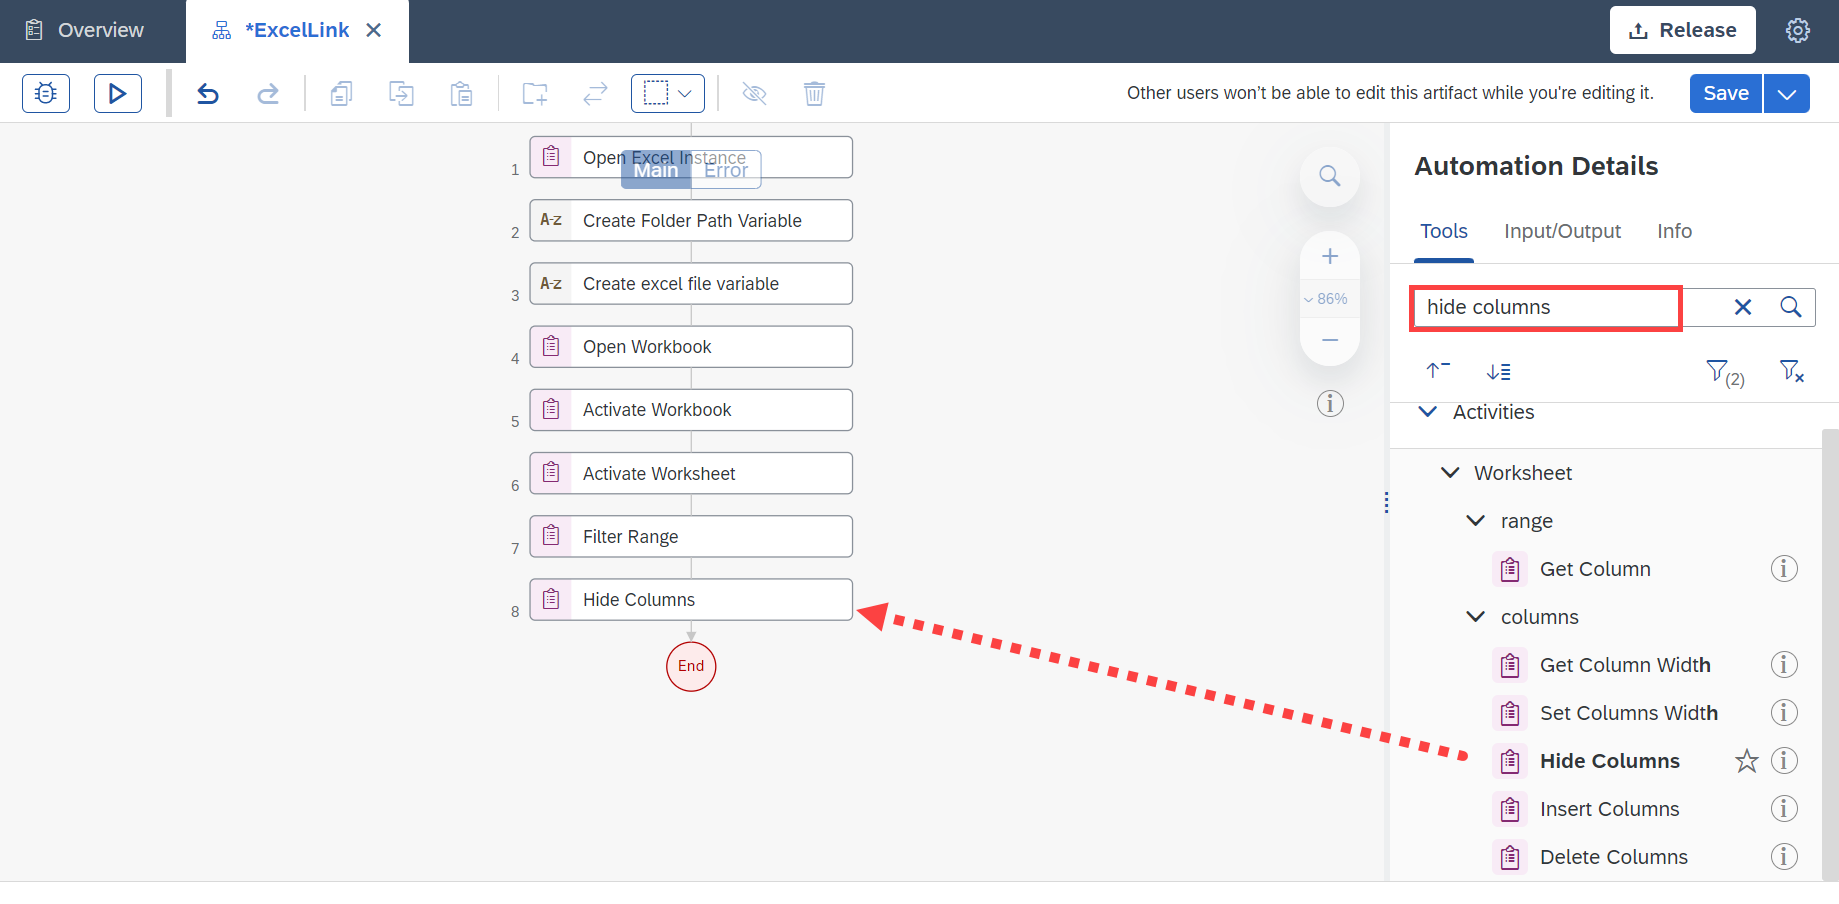 Overview
*ExcelLink
Release
Other users won't be able to edit this artifact while you're editing it.
Save
1
Open Excel Instance
Main
Error
2
A-Z
Create Folder Path Variable
3
A-Z
Create excel file variable
4
Open Workbook
5
Activate Workbook
6
Activate Worksheet
7
Filter Range
8
Hide Columns
End
86%
Automation Details
Tools
Input/Output
Info
hide columns
(2)
Activities
Worksheet
range
Get Column
columns
Get Column Width
Set Columns Width
Hide Columns
Insert Columns
Delete Columns